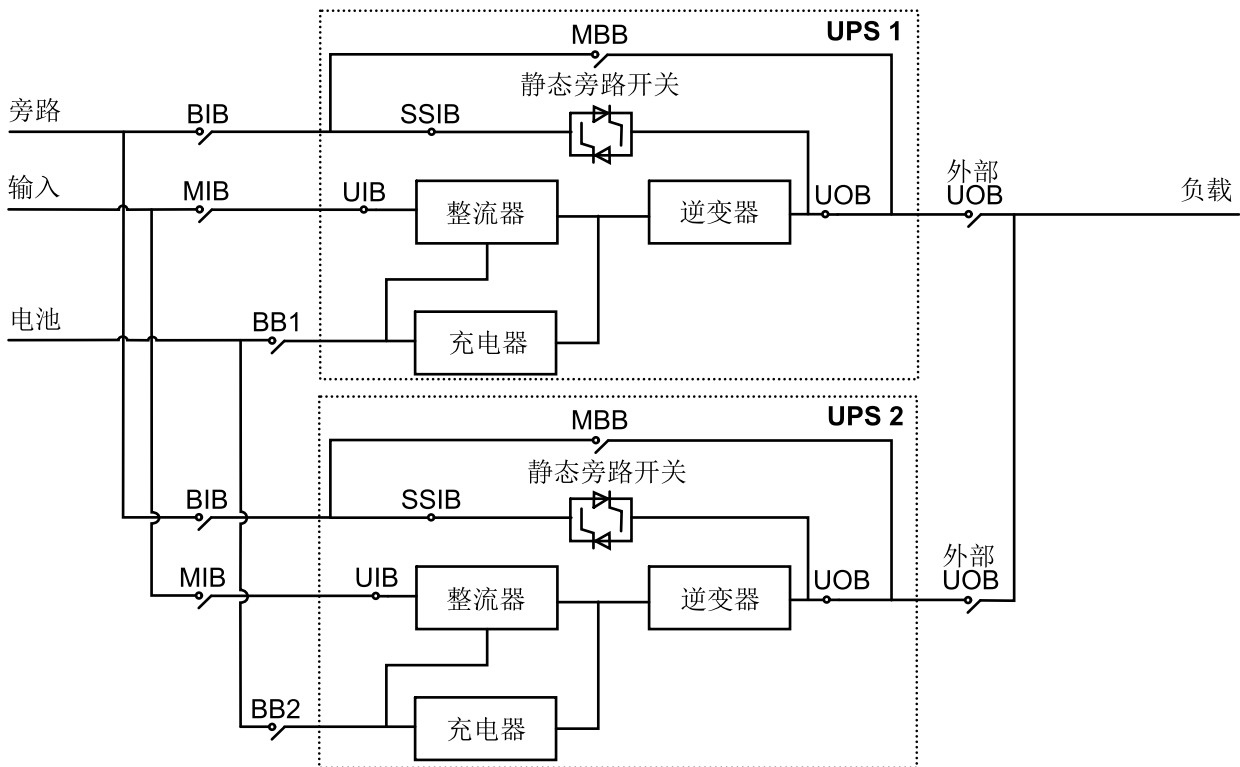 UPS 1
MBB
静态旁路开关
旁路
BIB
SSIB
输入
MIB
UIB
整流器
逆变器
UOB
外部
UOB
负载
电池
BB1
充电器
UPS 2
MBB
静态旁路开关
BIB
SSIB
MIB
UIB
整流器
逆变器
UOB
外部
UOB
BB2
充电器